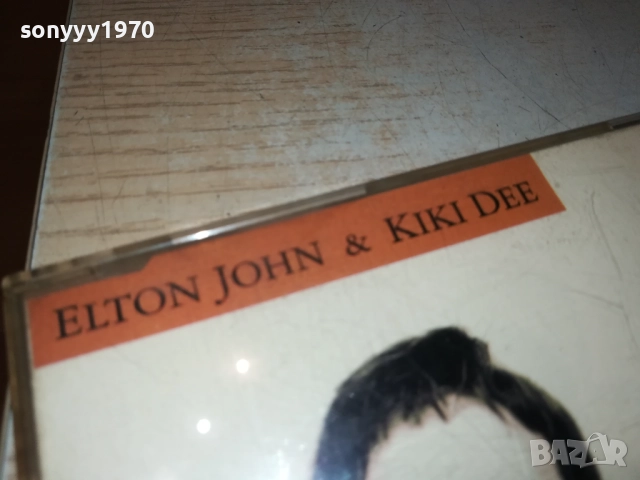 sonyyy1970
ELTON JOHN & KIKI DEE
BAZAR